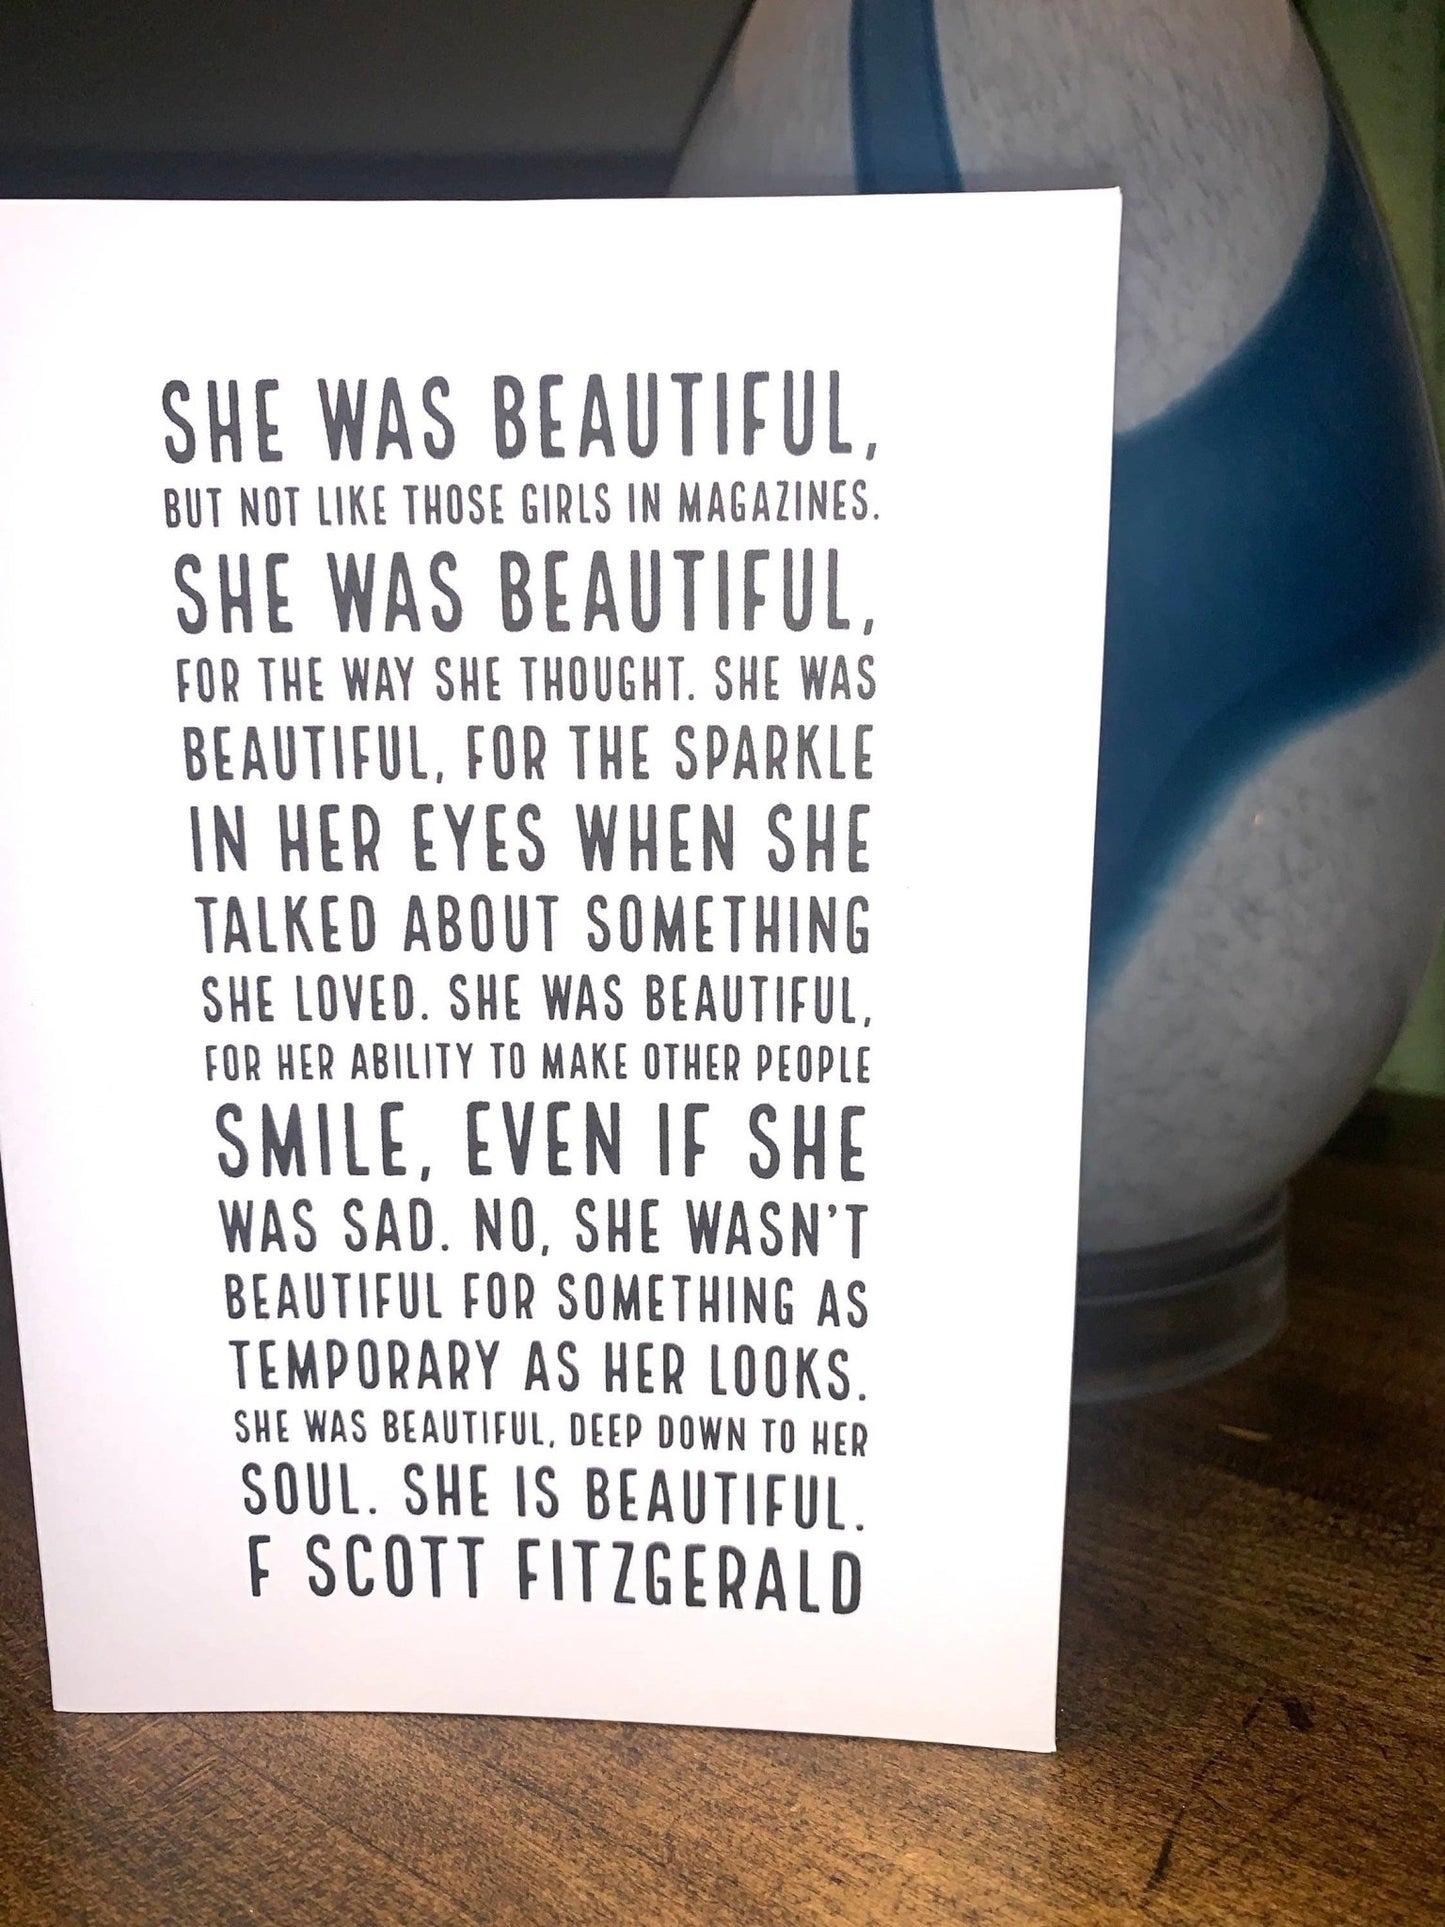 SHE WAS BEAUTIFUL,
BUT NOT LIKE THOSE GIRLS IN MAGAZINES.
SHE WAS BEAUTIFUL,
FOR THE WAY SHE THOUGHT. SHE WAS
BEAUTIFUL, FOR THE SPARKLE
IN HER EYES WHEN SHE
TALKED ABOUT SOMETHING
SHE LOVED. SHE WAS BEAUTIFUL,
FOR HER ABILITY TO MAKE OTHER PEOPLE
SMILE, EVEN IF SHE
WAS SAD. NO, SHE WASN'T
BEAUTIFUL FOR SOMETHING AS
TEMPORARY AS HER LOOKS.
SHE WAS BEAUTIFUL, DEEP DOWN TO HER
SOUL. SHE IS BEAUTIFUL.
F SCOTT FITZGERALD